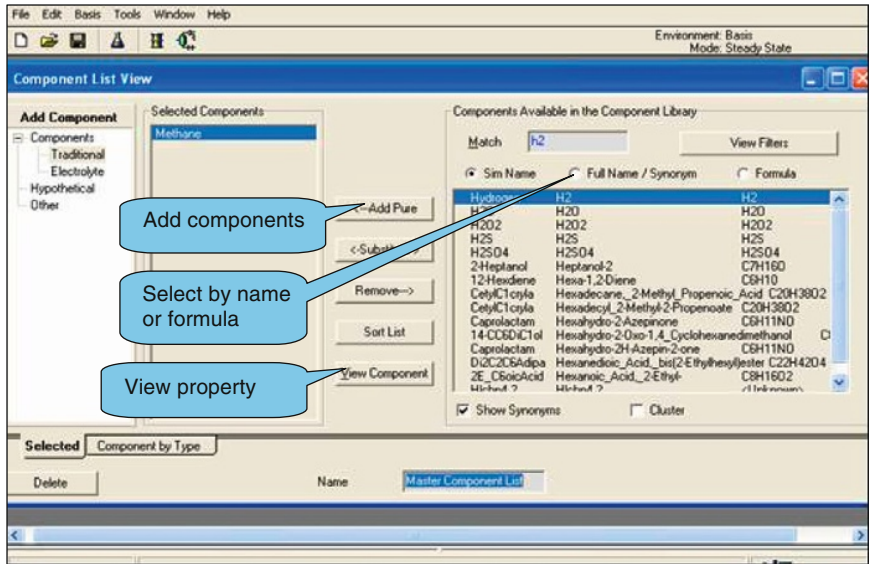 File Edit Basis Tools Window Help
Environment: Basis
Mode: Steady State
Component List View
Add Component
Components
Traditional
Electrolyte
Hypothetical
Other
Selected Components
Methane
Add components
Select by name
or formula
View property
<--Add Pure
Remove-->
Sort List
View Component
Components Available in the Component Library
Match h2
View Filters
Sim Name Full Name / Synonym Formula
H2 H2
H2O H2O
H2O2 H2O2 H2O2
H2S H2S H2S
H2SO4 H2SO4 H2SO4
2-Heptanol Heptanol-2 C7H16O
12-Hexdiene Hexa-1,2-Diene C6H10
CetylC1cryla Hexadecane,_2-Methyl_Propenoic_Acid C20H38O2
CetylC1cryla Hexadecyl_2-Methyl-2-Propenoate C20H38O2
Caprolactam Hexahydro-2-Azepinone C6H11NO
14-CC6DiC1ol Hexahydro-2-Oxo-1,4_Cyclohexanedimethanol
Caprolactam Hexahydro-2H-Azepin-2-one C6H11NO
Di2C2C6Adipa Hexanedioic_Acid,_bis(2-Ethylhexyl)ester C22H42O4
2E_C6oicAcid Hexanoic_Acid,_2-Ethyl- C8H16O2
Show Synonyms Cluster
Selected Component by Type
Delete Name Master Component List